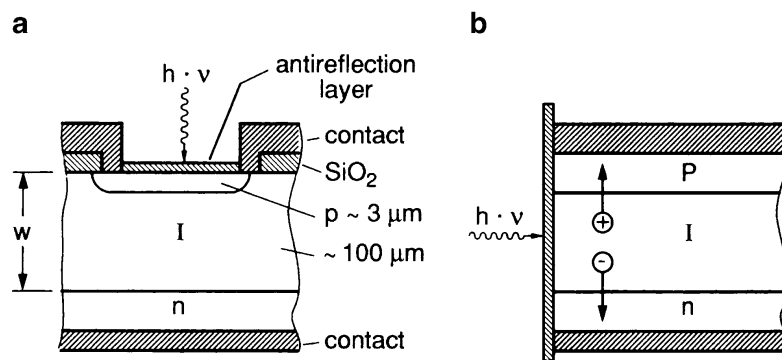 a
h · ν
antireflection
layer
contact
SiO₂
p ~ 3 μm
I
~ 100 μm
w
n
contact
b
P
h · ν
+
I
-
n